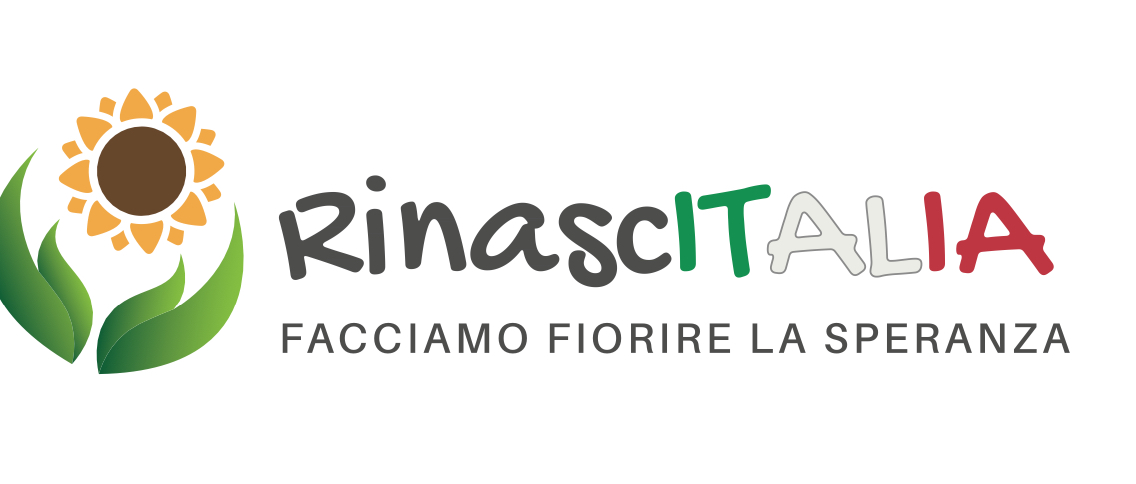 RinascITALIA
FACCIAMO FIORIRE LA SPERANZA